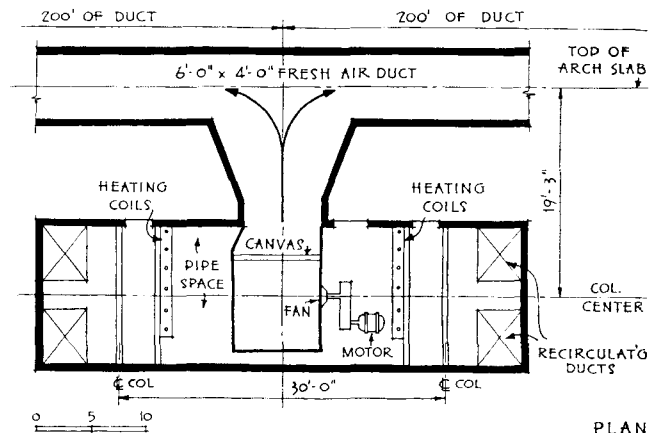 200' OF DUCT
200' OF DUCT
TOP OF
ARCH SLAB
6'-0" x 4'-0" FRESH AIR DUCT
HEATING
COILS
HEATING
COILS
19'-3"
CANVAS
PIPE
SPACE
FAN
COL.
CENTER
MOTOR
RECIRCULAT'G
DUCTS
℄ COL
30'-0"
℄ COL
0 5 10
PLAN